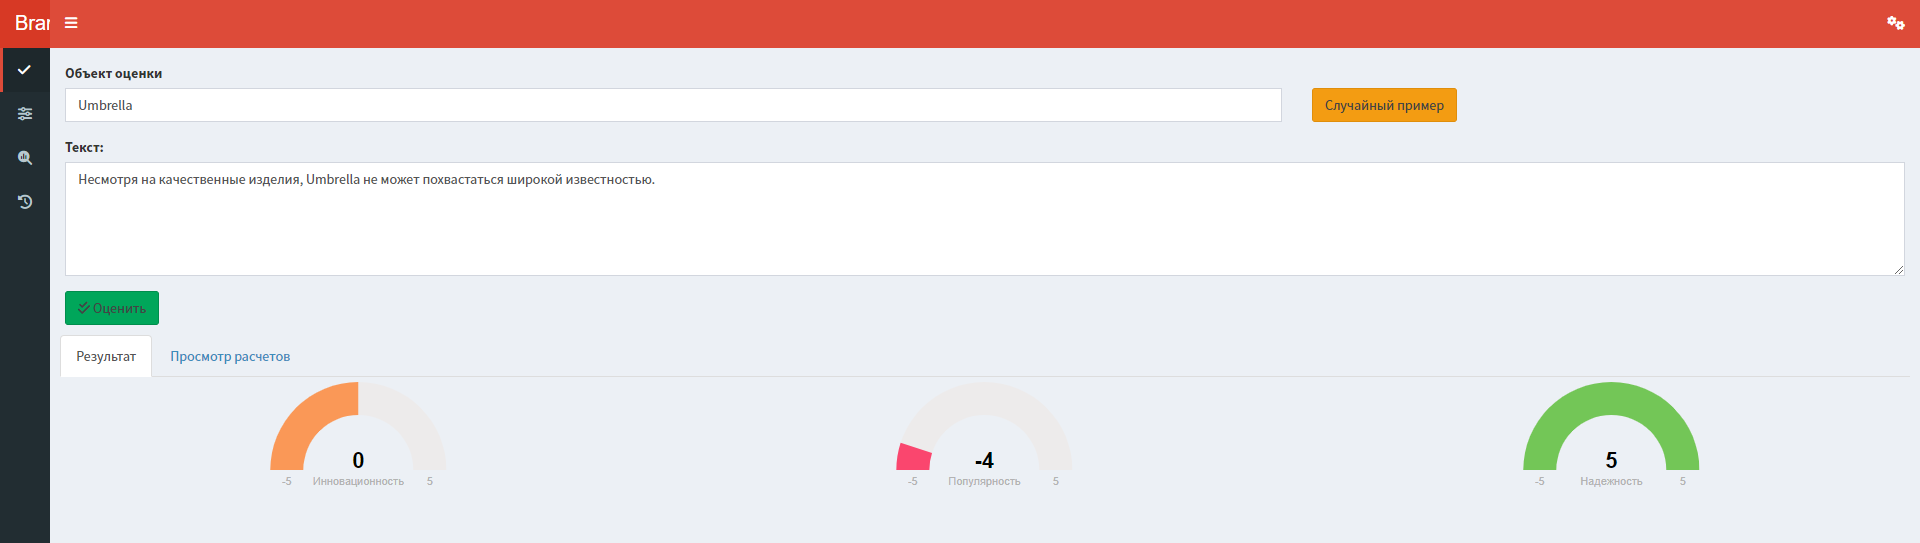 Bran
Объект оценки
Umbrella
Случайный пример
Текст:
Несмотря на качественные изделия, Umbrella не может похвастаться широкой известностью.
Оценить
Результат
Просмотр расчетов
0
-5 Инновационность 5
-4
-5 Популярность 5
5
-5 Надежность 5